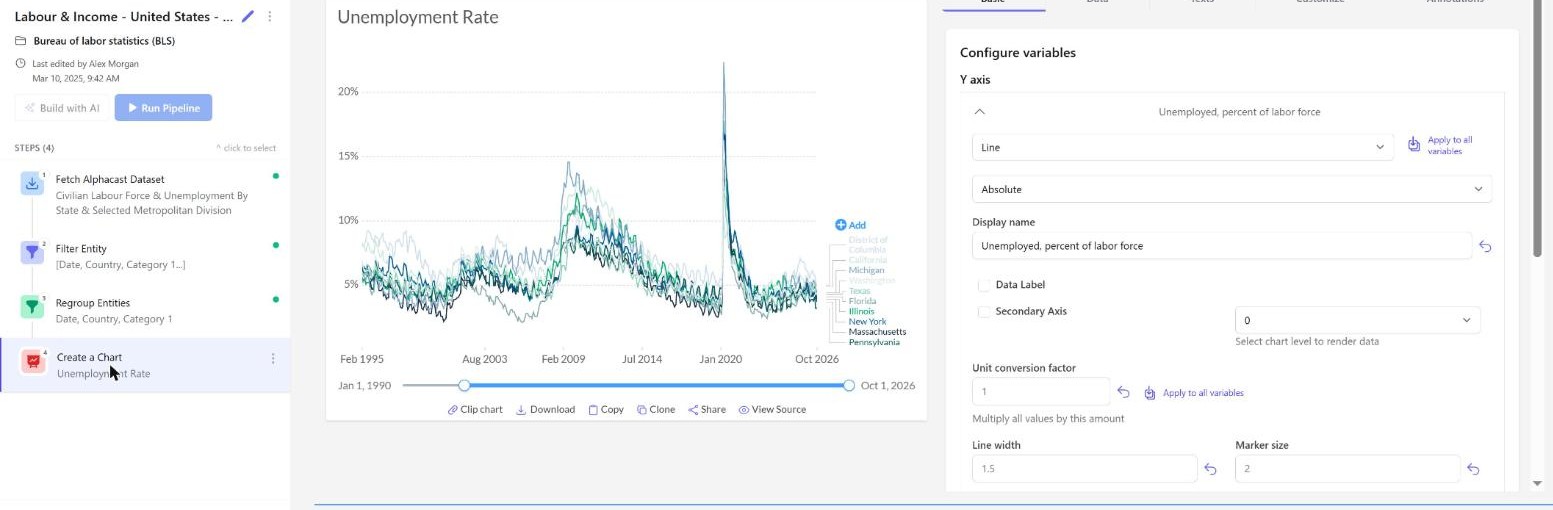 Labour & Income - United States - ...
Bureau of labor statistics (BLS)
Last edited by Alex Morgan
Mar 10, 2025, 9:42 AM
Build with AI
Run Pipeline
STEPS (4)
^ click to select
1
Fetch Alphacast Dataset
Civilian Labour Force & Unemployment By
State & Selected Metropolitan Division
2
Filter Entity
[Date, Country, Category 1...]
3
Regroup Entities
Date, Country, Category 1
4
Create a Chart
Unemployment Rate
Unemployment Rate
20%
15%
10%
5%
Feb 1995
Aug 2003
Feb 2009
Jul 2014
Jan 2020
Oct 2026
Add
District of
Columbia
California
Michigan
Washington
Texas
Florida
Illinois
New York
Massachusetts
Pennsylvania
Jan 1, 1990
Oct 1, 2026
Clip chart
Download
Copy
Clone
Share
View Source
Basic
Data
Texts
Customize
Annotations
Configure variables
Y axis
Unemployed, percent of labor force
Line
Apply to all
variables
Absolute
Display name
Unemployed, percent of labor force
Data Label
Secondary Axis
0
Select chart level to render data
Unit conversion factor
1
Apply to all variables
Multiply all values by this amount
Line width
Marker size
1.5
2